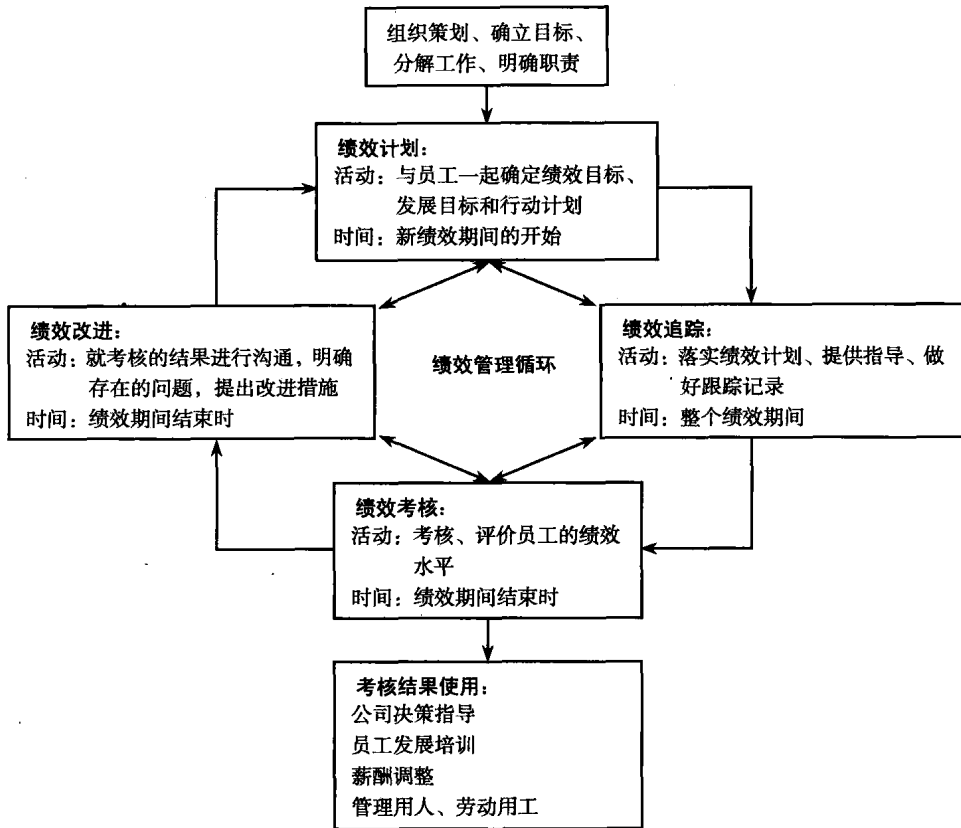 组织策划、确立目标、
分解工作、明确职责
绩效计划：
活动：与员工一起确定绩效目标、
发展目标和行动计划
时间：新绩效期间的开始
绩效改进：
活动：就考核的结果进行沟通，明确
存在的问题，提出改进措施
时间：绩效期间结束时
绩效管理循环
绩效追踪：
活动：落实绩效计划、提供指导、做
好跟踪记录
时间：整个绩效期间
绩效考核：
活动：考核、评价员工的绩效
水平
时间：绩效期间结束时
考核结果使用：
公司决策指导
员工发展培训
薪酬调整
管理用人、劳动用工